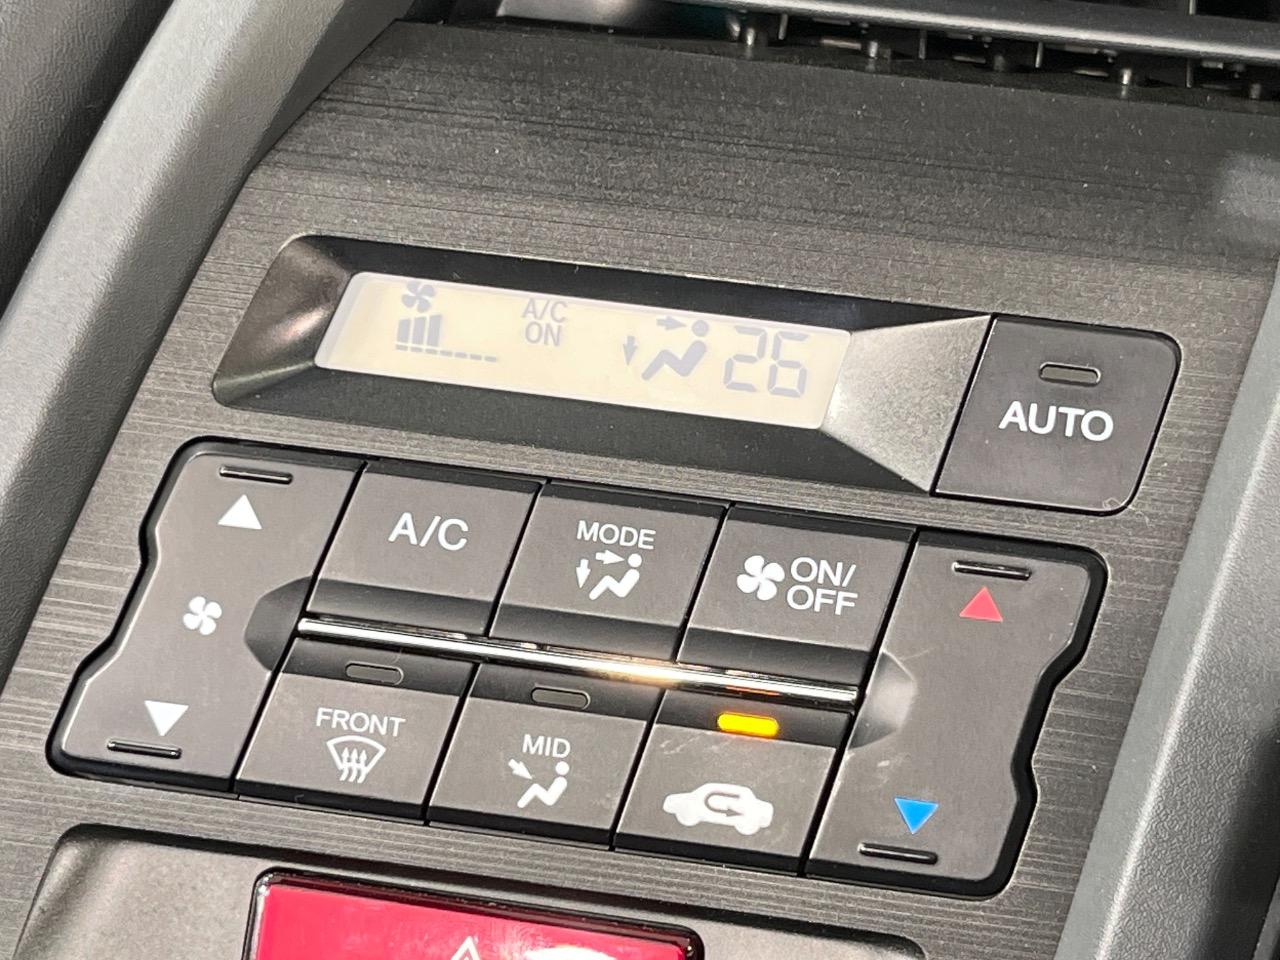 A/C
ON
26
AUTO
A/C
MODE
ON/
OFF
FRONT
MID